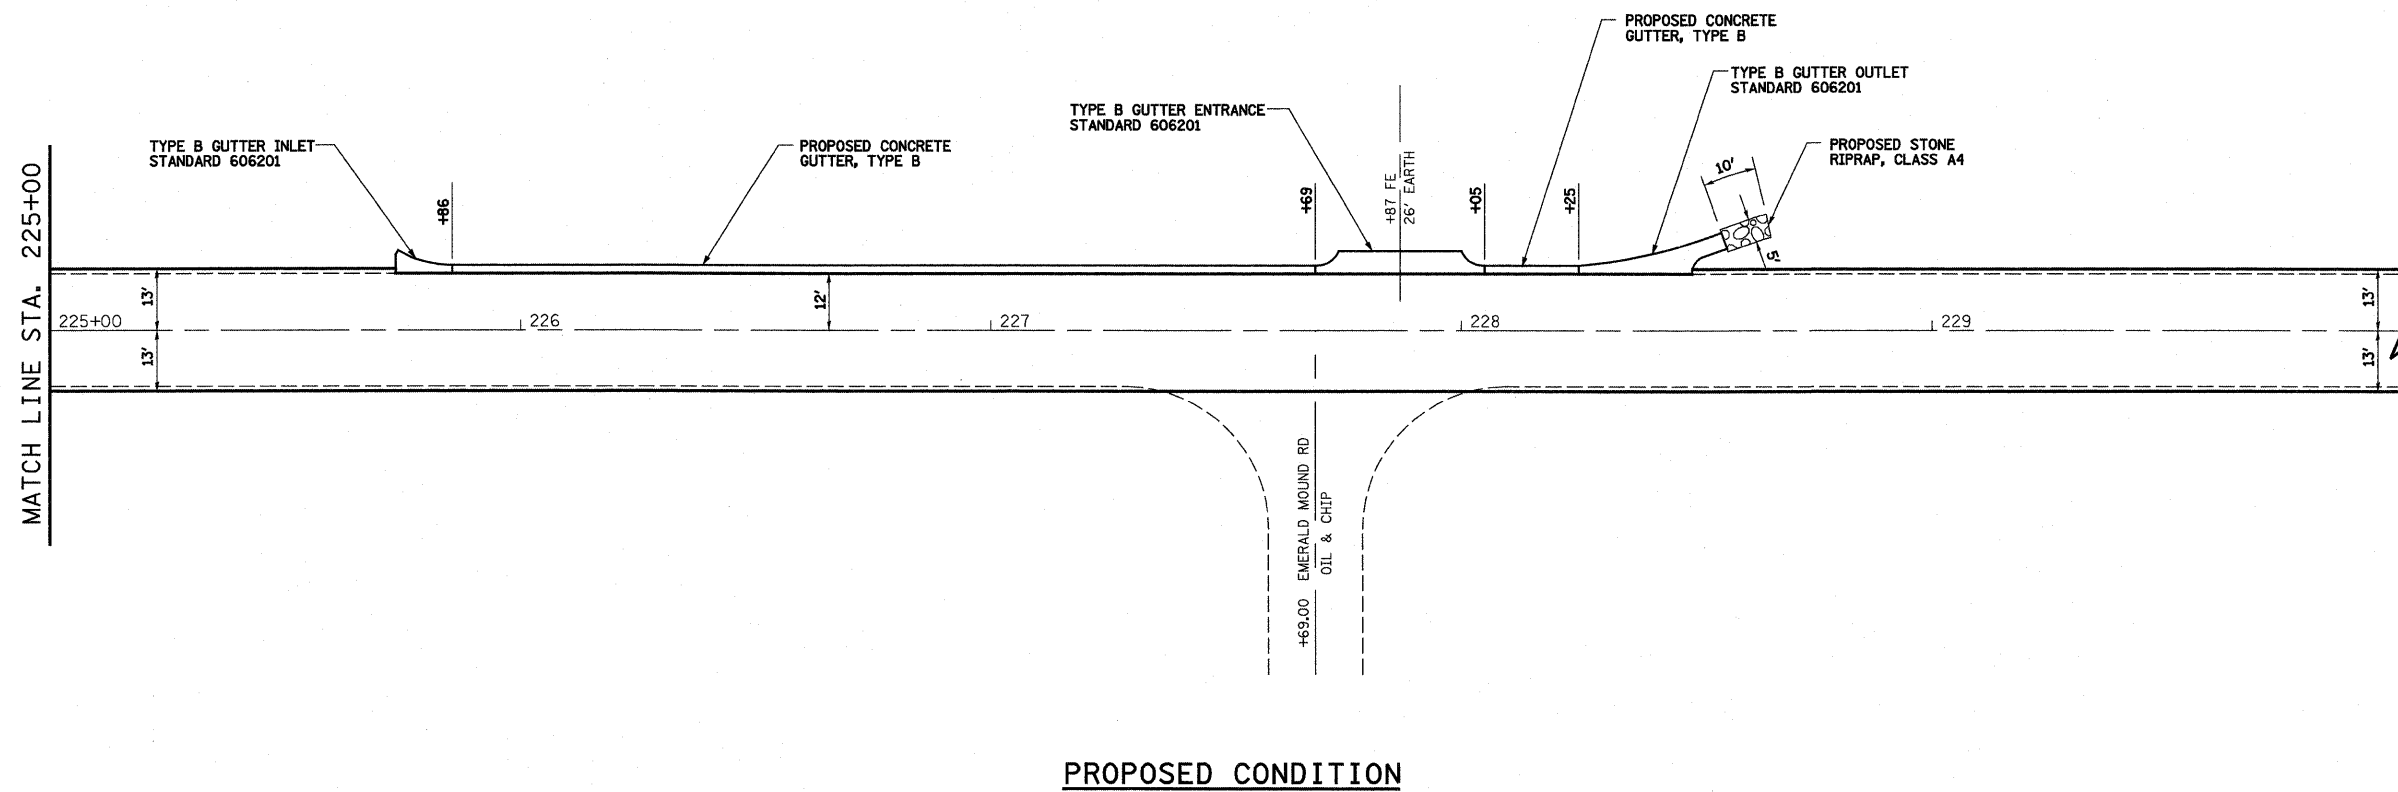 PROPOSED CONCRETE
GUTTER, TYPE B
TYPE B GUTTER OUTLET
STANDARD 606201
TYPE B GUTTER ENTRANCE
STANDARD 606201
TYPE B GUTTER INLET
STANDARD 606201
PROPOSED CONCRETE
GUTTER, TYPE B
PROPOSED STONE
RIPRAP, CLASS A4
10'
5'
MATCH LINE STA. 225+00
+86
+69
+87 FE
26' EARTH
+05
+25
13'
12'
13'
225+00
226
227
228
229
13'
13'
+69.00 EMERALD MOUND RD
OIL & CHIP
PROPOSED CONDITION